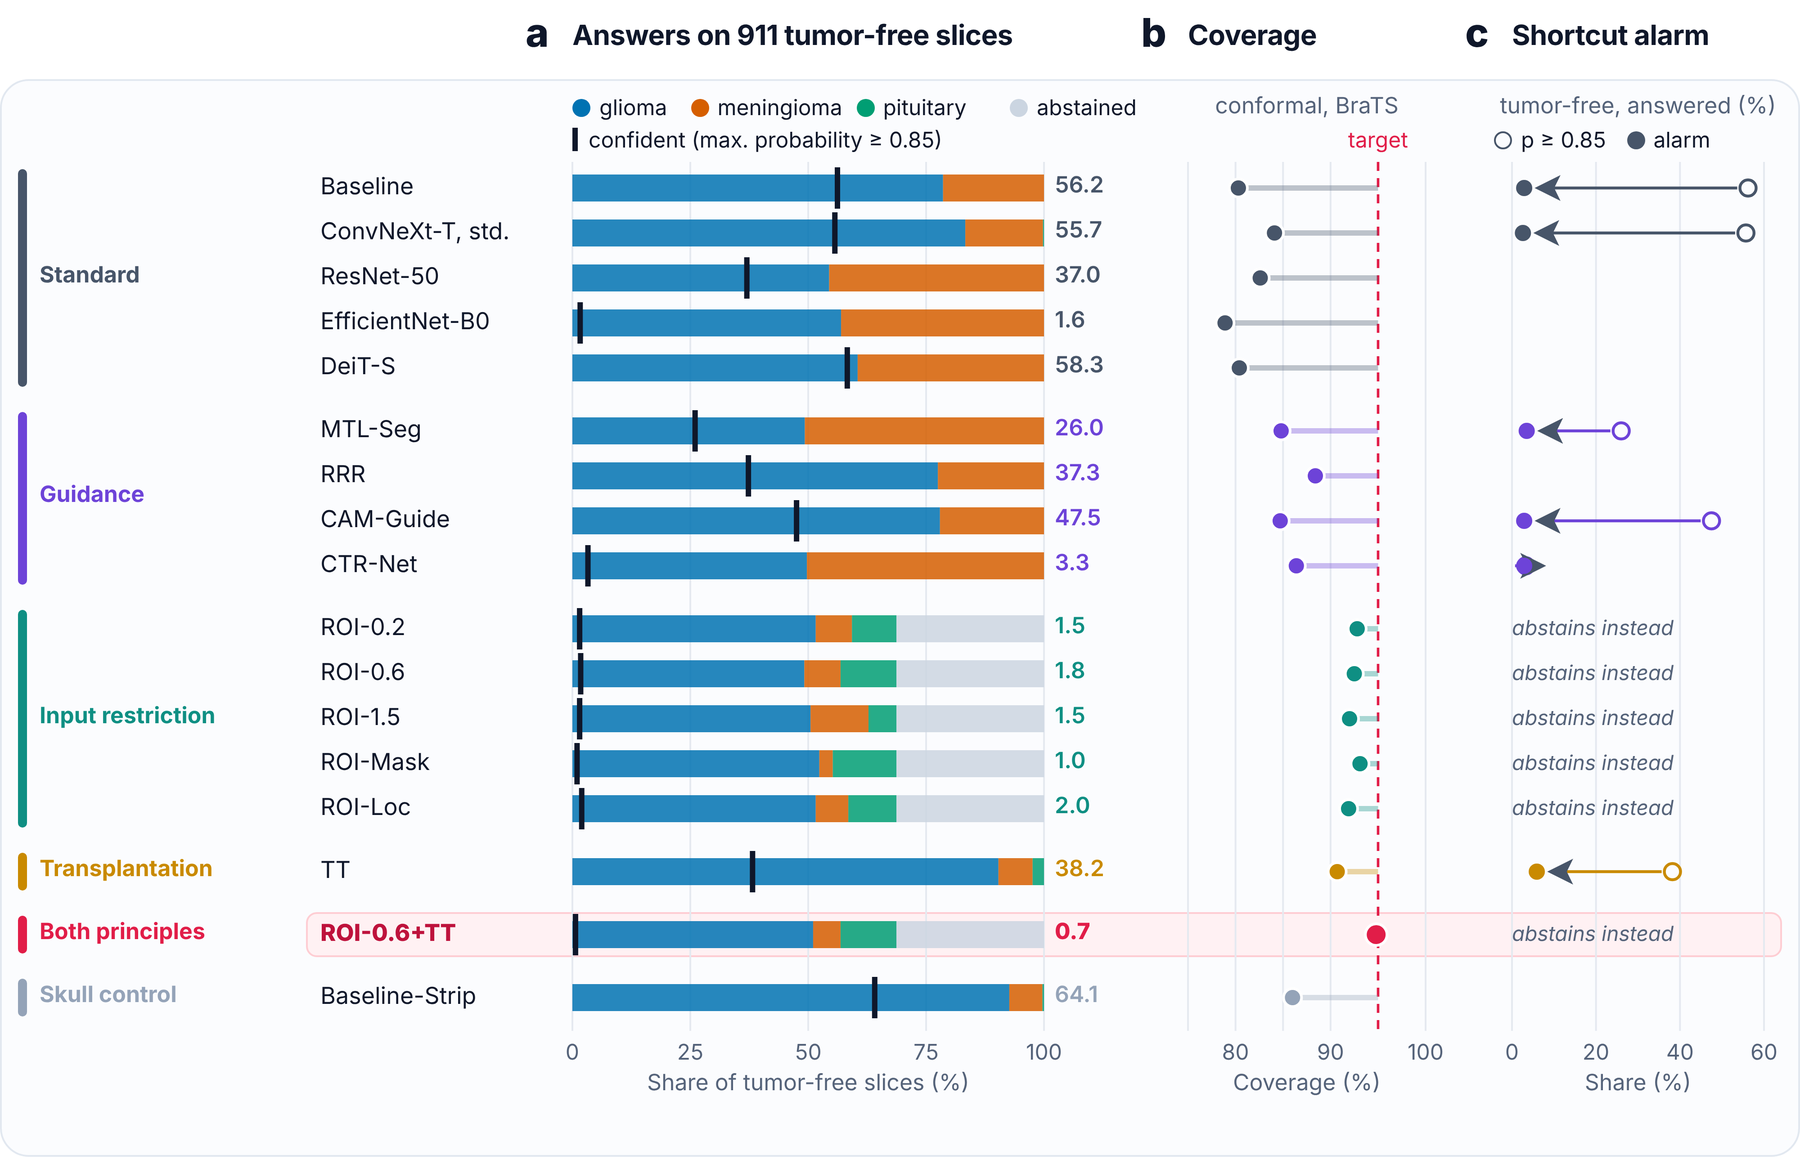 a Answers on 911 tumor-free slices b Coverage c Shortcut alarm
glioma meningioma pituitary abstained conformal, BraTS tumor-free, answered (%)
confident (max. probability ≥ 0.85) target p ≥ 0.85 alarm
Baseline 56.2
ConvNeXt-T, std. 55.7
Standard ResNet-50 37.0
EfficientNet-B0 1.6
DeiT-S 58.3
MTL-Seg 26.0
RRR 37.3
Guidance
CAM-Guide 47.5
CTR-Net 3.3
ROI-0.2 1.5 abstains instead
ROI-0.6 1.8 abstains instead
Input restriction ROI-1.5 1.5 abstains instead
ROI-Mask 1.0 abstains instead
ROI-Loc 2.0 abstains instead
Transplantation TT 38.2
Both principles ROI-0.6+TT 0.7 abstains instead
Skull control Baseline-Strip 64.1
0 25 50 75 100 80 90 100 0 20 40 60
Share of tumor-free slices (%) Coverage (%) Share (%)